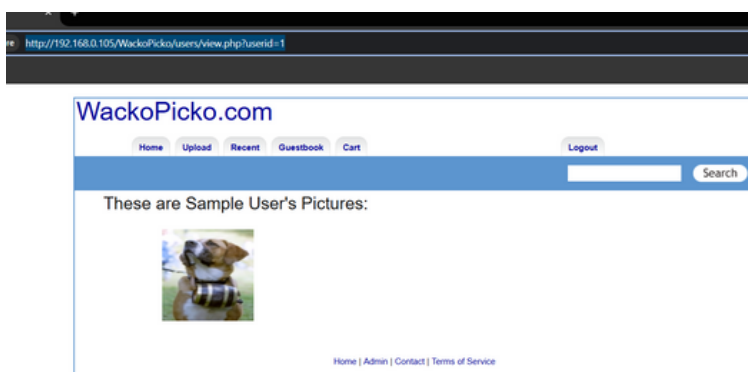 http://192.168.0.105/WackoPicko/users/view.php?userid=1
WackoPicko.com
Home Upload Recent Guestbook Cart Logout
Search
These are Sample User's Pictures:
Home | Admin | Contact | Terms of Service